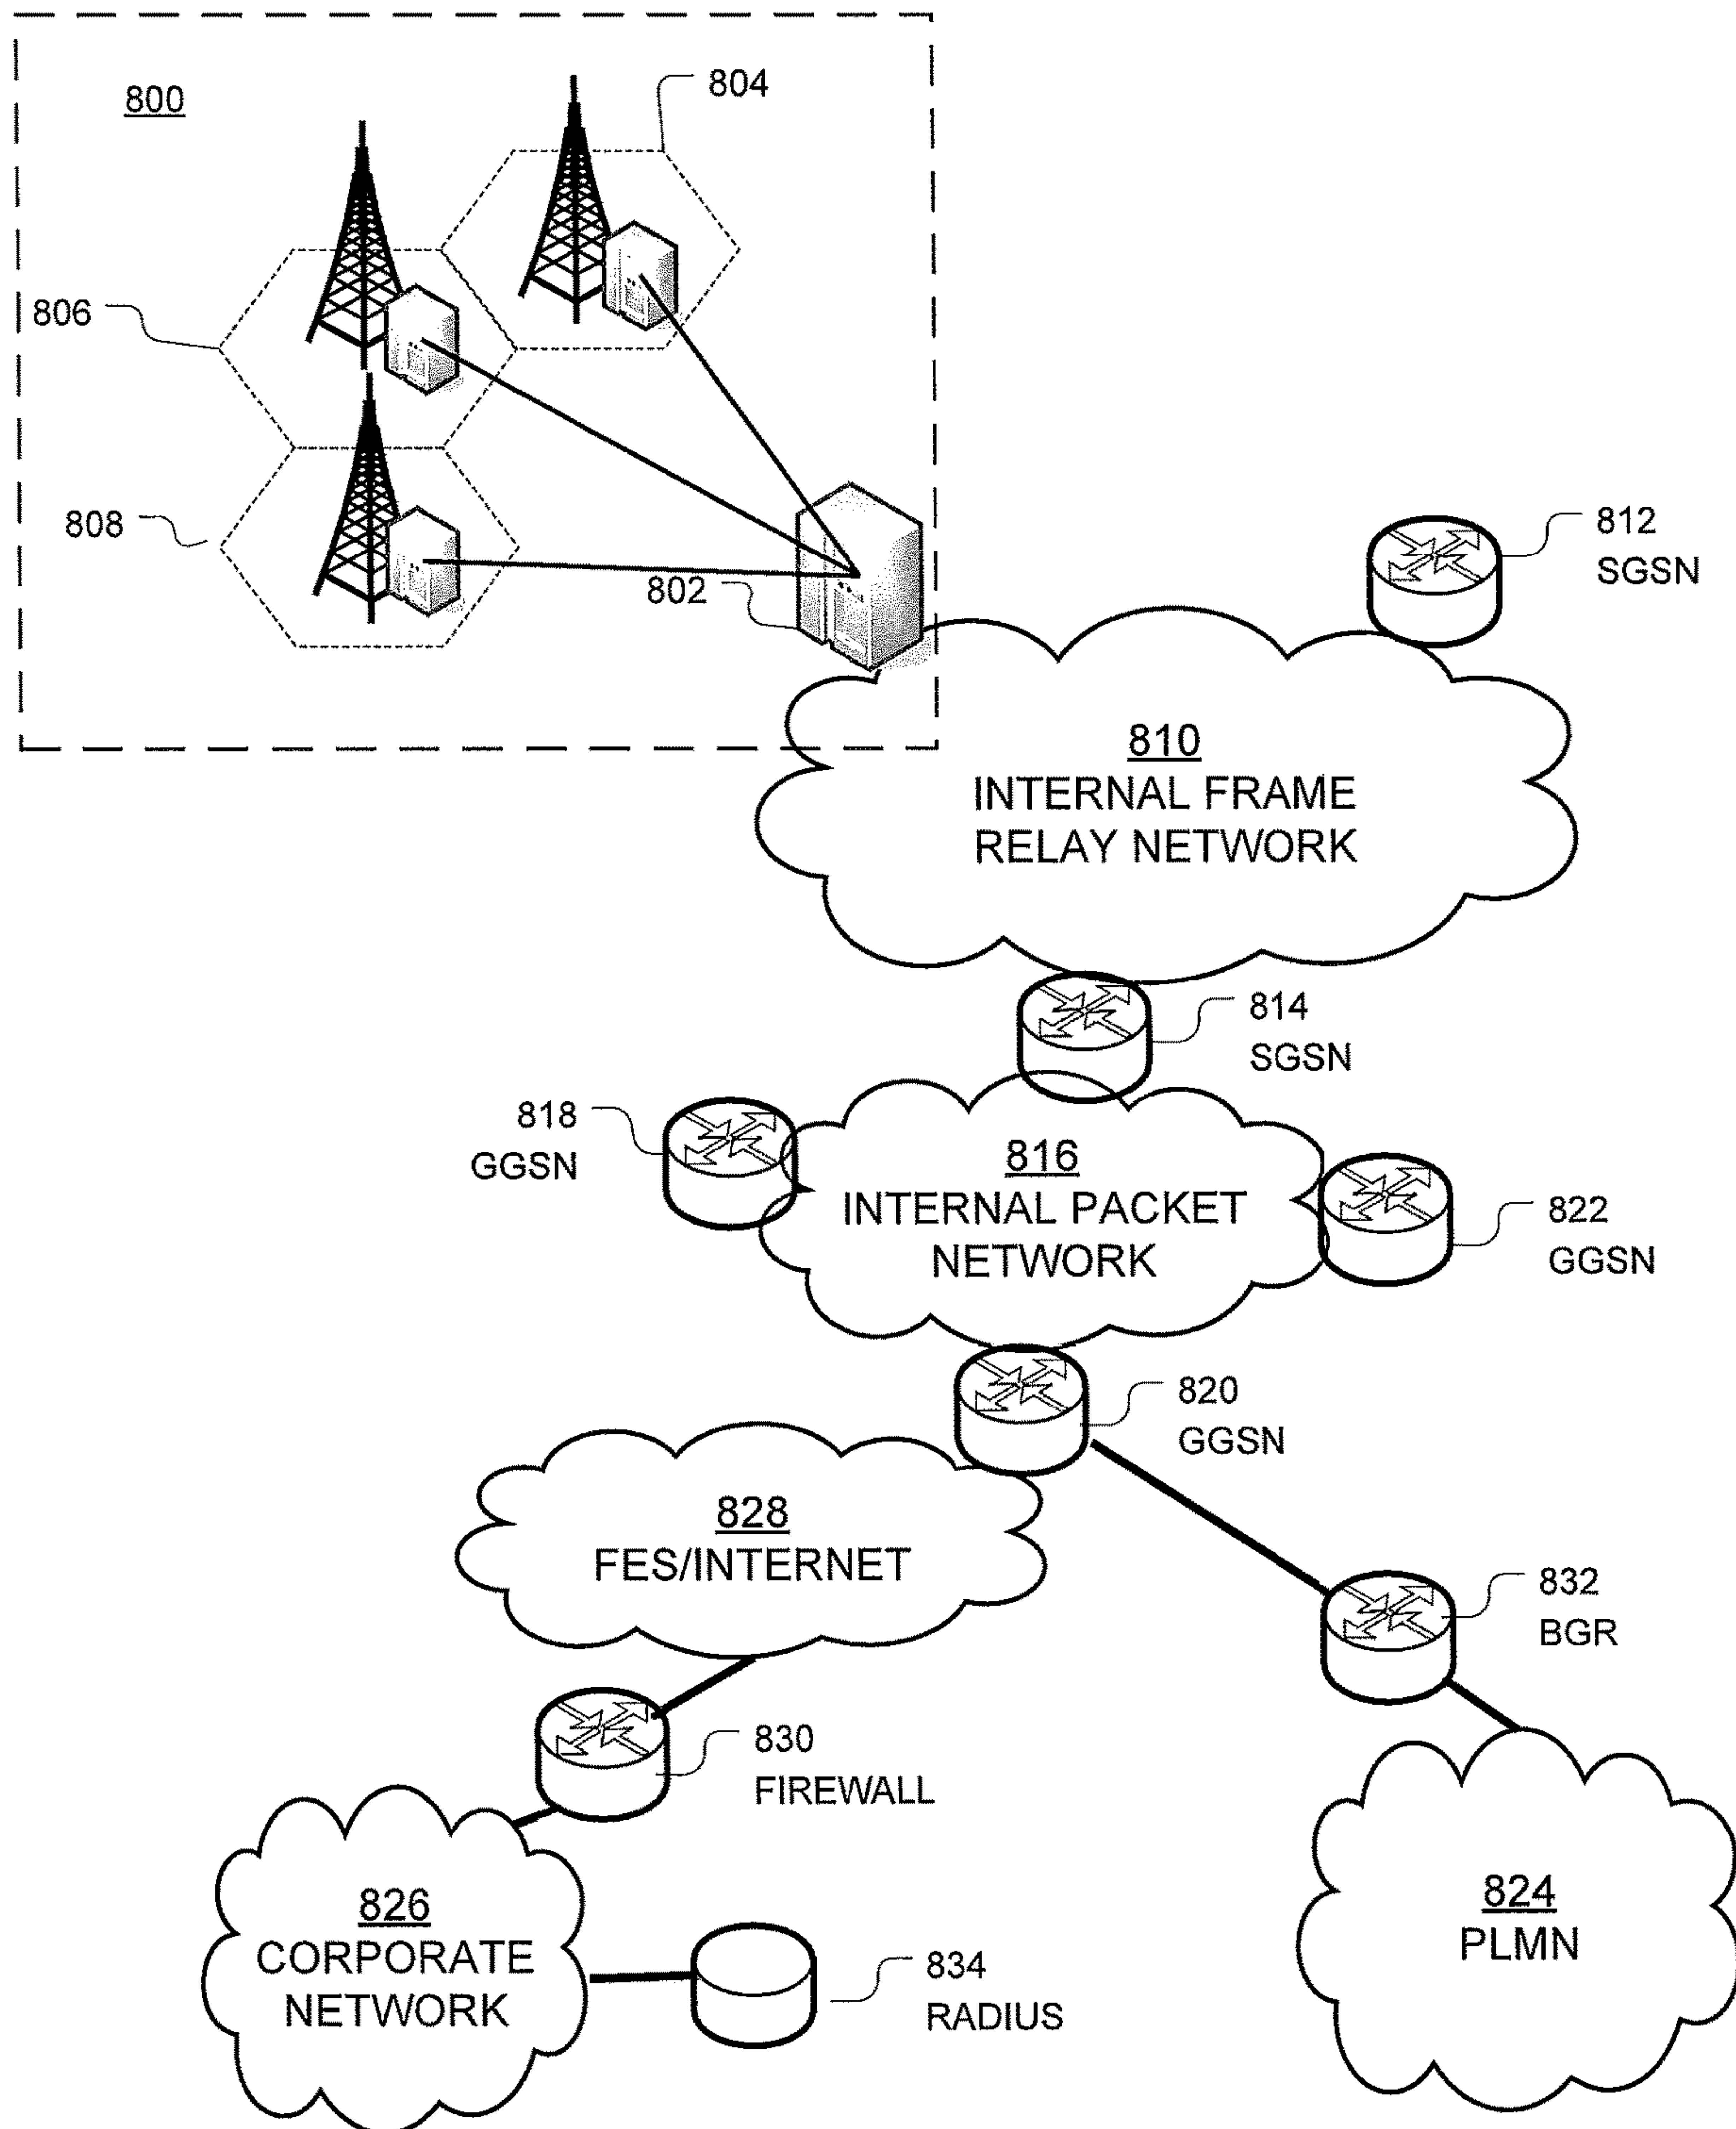 800
804
806
808
802
812
SGSN
810
INTERNAL FRAME
RELAY NETWORK
814
SGSN
818
GGSN
816
INTERNAL PACKET
NETWORK
822
GGSN
820
GGSN
828
FES/INTERNET
832
BGR
830
FIREWALL
826
CORPORATE
NETWORK
834
RADIUS
824
PLMN